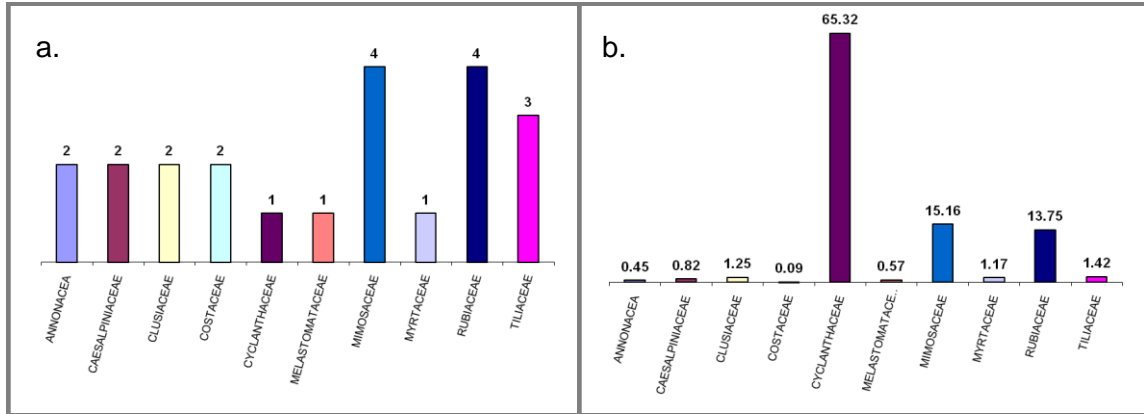 a.
2
2
2
2
1
1
4
1
4
3
ANNONACEA
CAESALPINIACEAE
CLUSIACEAE
COSTACEAE
CYCLANTHACEAE
MELASTOMATACEAE
MIMOSACEAE
MYRTACEAE
RUBIACEAE
TILIACEAE
b.
0.45
0.82
1.25
0.09
65.32
0.57
15.16
1.17
13.75
1.42
ANNONACEA
CAESALPINIACEAE
CLUSIACEAE
COSTACEAE
CYCLANTHACEAE
MELASTOMATACE..
MIMOSACEAE
MYRTACEAE
RUBIACEAE
TILIACEAE